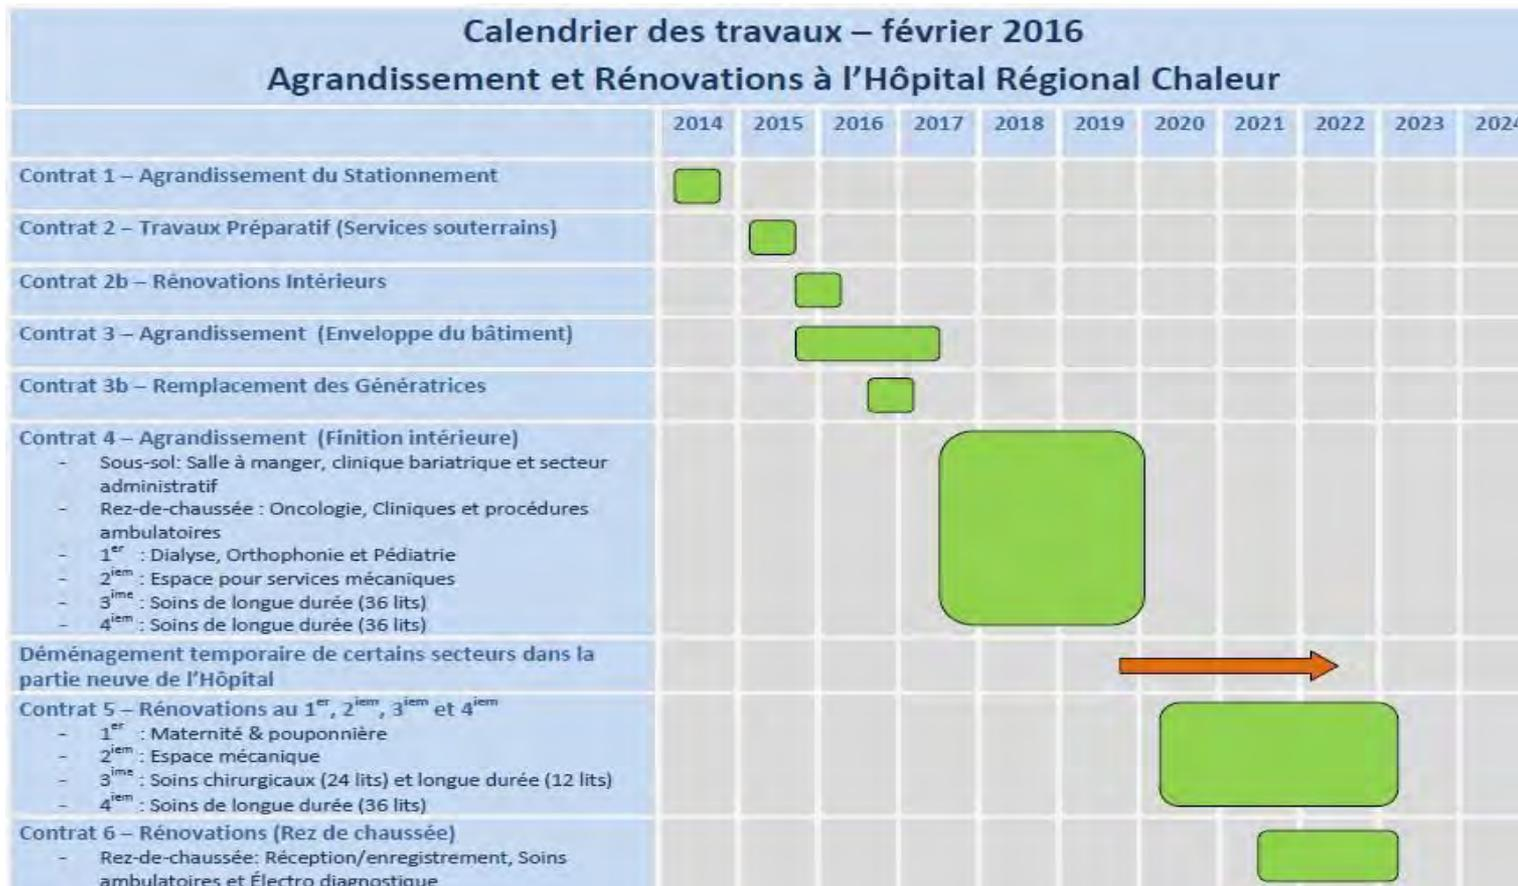 Calendrier des travaux – février 2016
Agrandissement et Rénovations à l'Hôpital Régional Chaleur
2014 2015 2016 2017 2018 2019 2020 2021 2022 2023 2024
Contrat 1 – Agrandissement du Stationnement
Contrat 2 – Travaux Préparatif (Services souterrains)
Contrat 2b – Rénovations Intérieurs
Contrat 3 – Agrandissement (Enveloppe du bâtiment)
Contrat 3b – Remplacement des Génératrices
Contrat 4 – Agrandissement (Finition intérieure)
- Sous-sol: Salle à manger, clinique bariatrique et secteur
administratif
- Rez-de-chaussée : Oncologie, Cliniques et procédures
ambulatoires
- 1er : Dialyse, Orthophonie et Pédiatrie
- 2iem : Espace pour services mécaniques
- 3ime : Soins de longue durée (36 lits)
- 4iem : Soins de longue durée (36 lits)
Déménagement temporaire de certains secteurs dans la
partie neuve de l'Hôpital
Contrat 5 – Rénovations au 1er, 2iem, 3iem et 4iem
- 1er : Maternité & pouponnière
- 2iem : Espace mécanique
- 3ime : Soins chirurgicaux (24 lits) et longue durée (12 lits)
- 4iem : Soins de longue durée (36 lits)
Contrat 6 – Rénovations (Rez de chaussée)
- Rez-de-chaussée: Réception/enregistrement, Soins
ambulatoires et Électro diagnostique